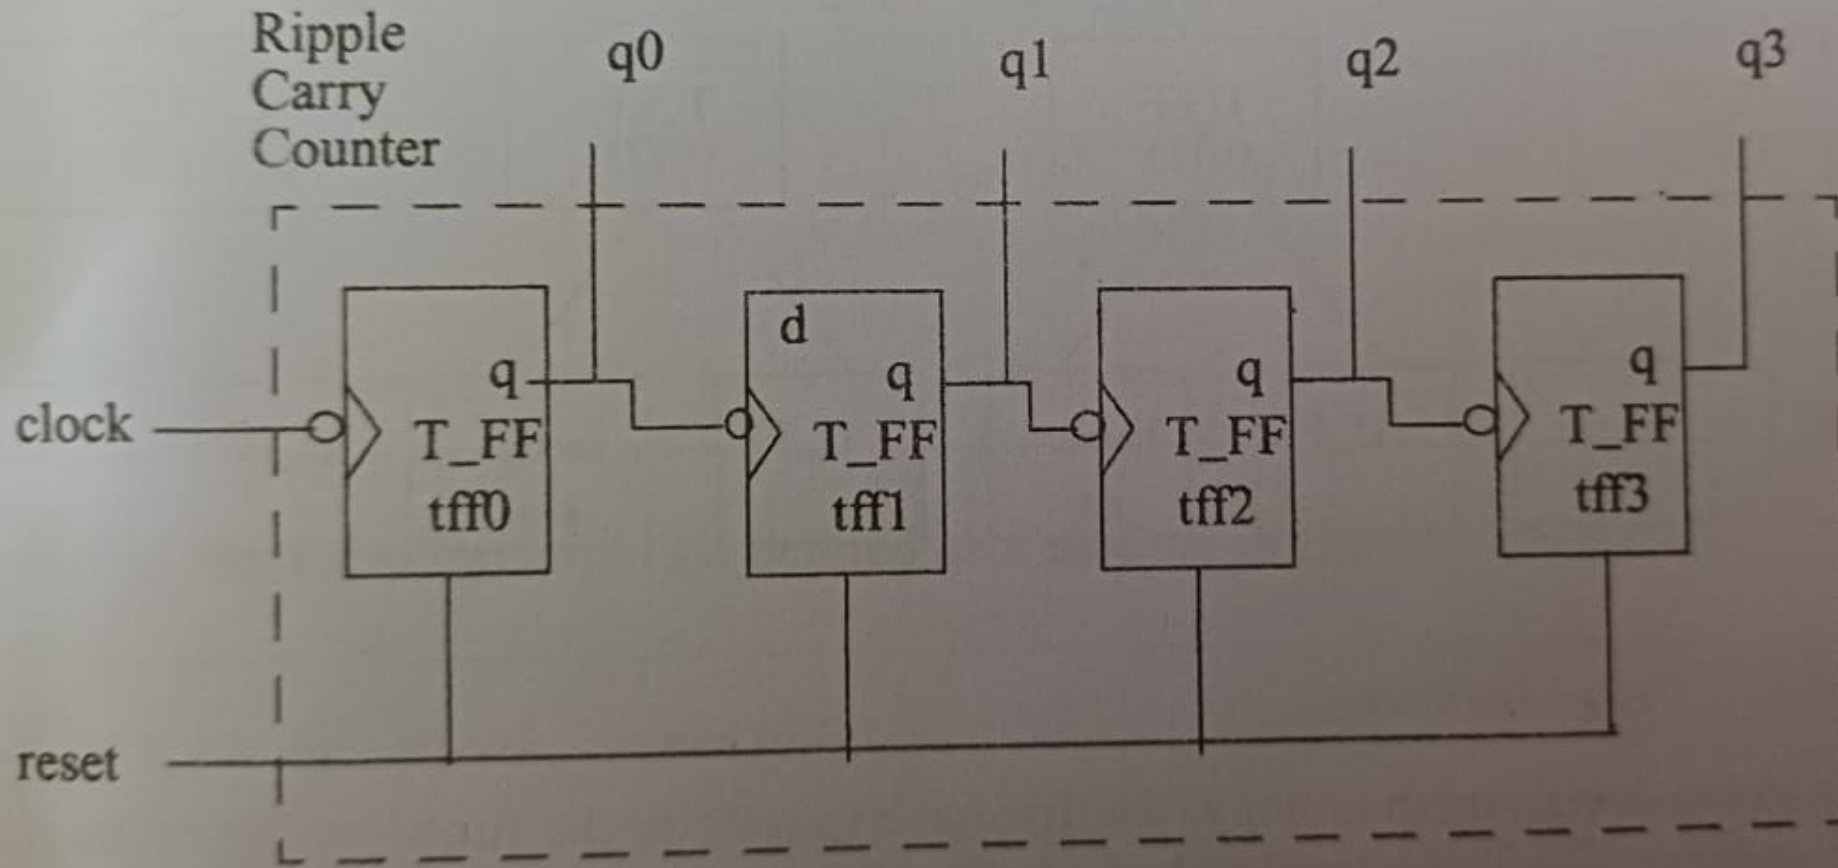 Ripple
Carry
Counter
q0
q1
q2
q3
d
q
q
q
q
clock
T_FF
T_FF
T_FF
T_FF
tff0
tff1
tff2
tff3
reset